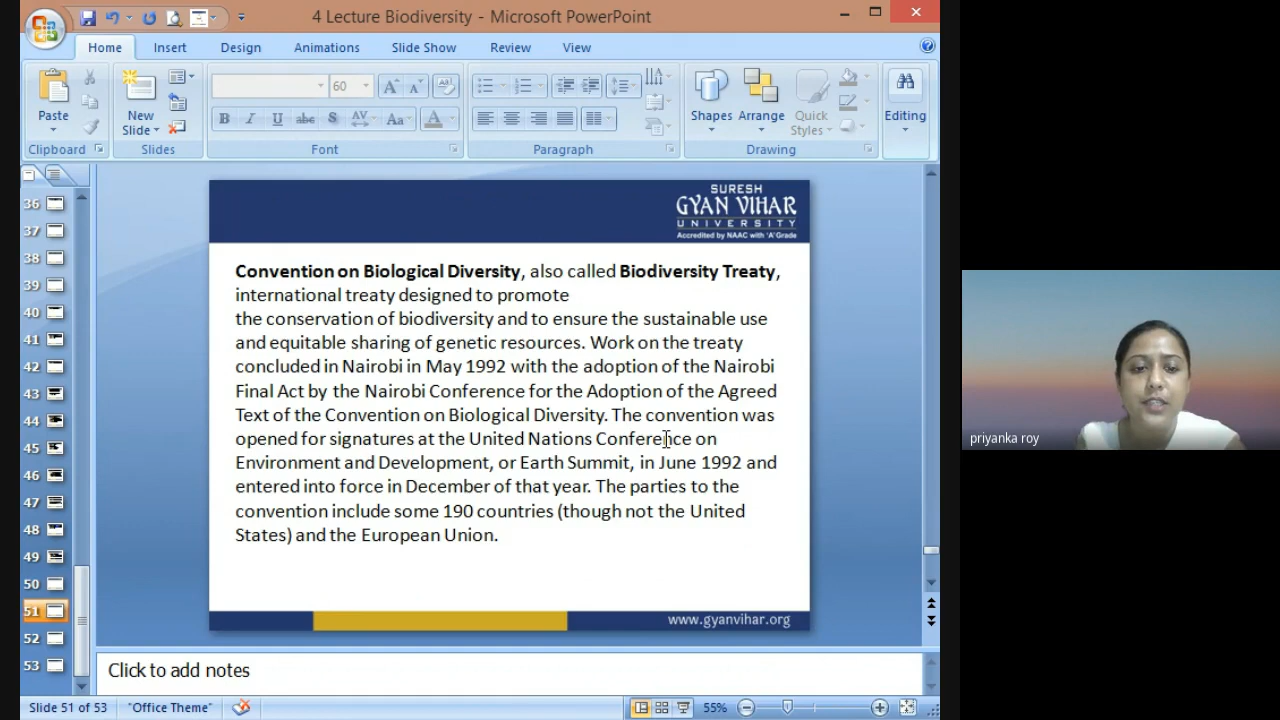 4 Lecture Biodiversity - Microsoft PowerPoint
Home Insert Design Animations Slide Show Review View
60
Paste New Slide Shapes Arrange Quick Styles Editing
Clipboard Slides Font Paragraph Drawing
36
37
38
39
40
41
42
43
44
45
46
47
48
49
50
51
52
53
SURESH
GYAN VIHAR
UNIVERSITY
Accredited by NAAC with 'A' Grade
Convention on Biological Diversity, also called Biodiversity Treaty,
international treaty designed to promote
the conservation of biodiversity and to ensure the sustainable use
and equitable sharing of genetic resources. Work on the treaty
concluded in Nairobi in May 1992 with the adoption of the Nairobi
Final Act by the Nairobi Conference for the Adoption of the Agreed
Text of the Convention on Biological Diversity. The convention was
opened for signatures at the United Nations Conference on
Environment and Development, or Earth Summit, in June 1992 and
entered into force in December of that year. The parties to the
convention include some 190 countries (though not the United
States) and the European Union.
www.gyanvihar.org
priyanka roy
Click to add notes
Slide 51 of 53 "Office Theme" 55%